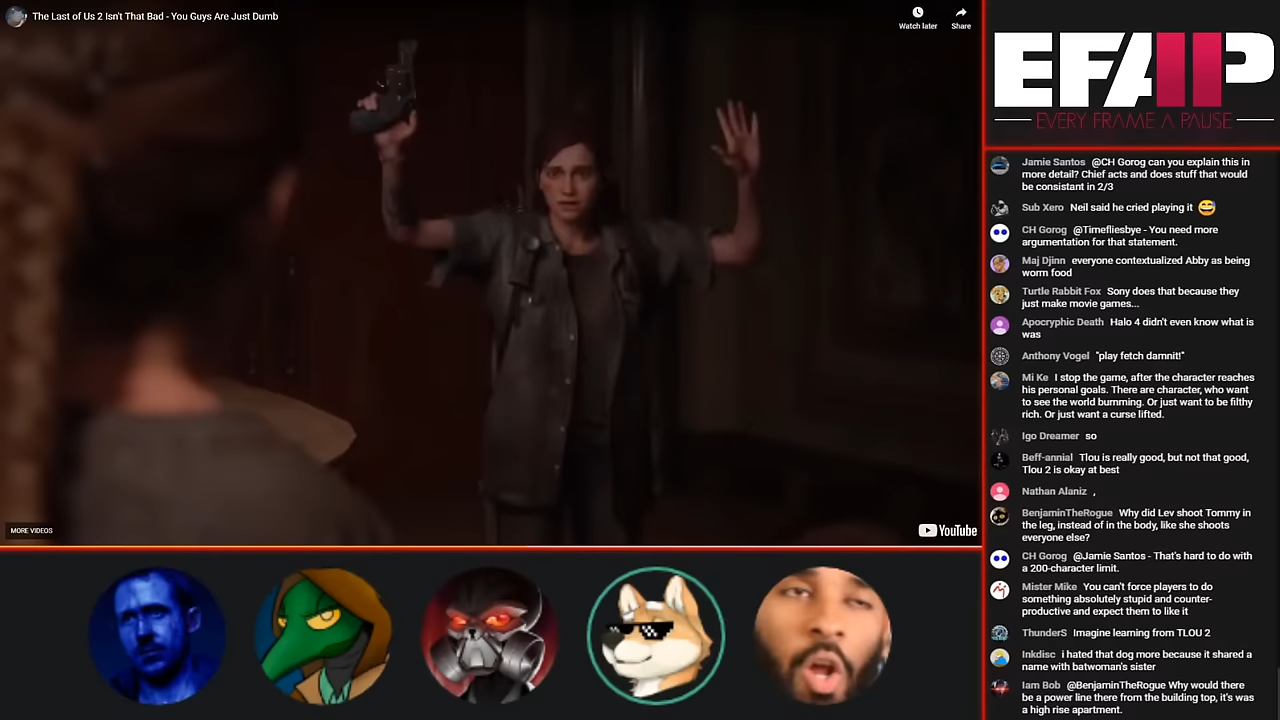 The Last of Us 2 Isn't That Bad - You Guys Are Just Dumb
Watch later
Share
MORE VIDEOS
YouTube
EFAP
EVERY FRAME A PAUSE
Jamie Santos @CH Gorog can you explain this in
more detail? Chief acts and does stuff that would
be consistant in 2/3
Sub Xero Neil said he cried playing it 😅
CH Gorog @Timefliesbye - You need more
argumentation for that statement.
Maj Djinn everyone contextualized Abby as being
worm food
Turtle Rabbit Fox Sony does that because they
just make movie games...
Apocryphic Death Halo 4 didn't even know what is
was
Anthony Vogel "play fetch damnit!"
Mi Ke I stop the game, after the character reaches
his personal goals. There are character, who want
to see the world burnming. Or just want to be filthy
rich. Or just want a curse lifted.
Igo Dreamer so
Beff-annial Tlou is really good, but not that good,
Tlou 2 is okay at best
Nathan Alaniz ,
BenjaminTheRogue Why did Lev shoot Tommy in
the leg, instead of in the body, like she shoots
everyone else?
CH Gorog @Jamie Santos - That's hard to do with
a 200-character limit.
Mister Mike You can't force players to do
something absolutely stupid and counter-
productive and expect them to like it
ThunderS Imagine learning from TLOU 2
Inkdisc i hated that dog more because it shared a
name with batwoman's sister
Iam Bob @BenjaminTheRogue Why would there
be a power line there from the building top, it's was
a high rise apartment.